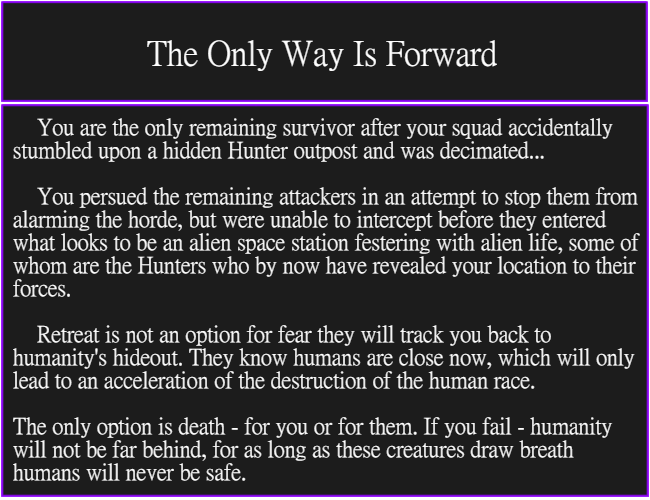 The Only Way Is Forward
You are the only remaining survivor after your squad accidentally
stumbled upon a hidden Hunter outpost and was decimated...
You persued the remaining attackers in an attempt to stop them from
alarming the horde, but were unable to intercept before they entered
what looks to be an alien space station festering with alien life, some of
whom are the Hunters who by now have revealed your location to their
forces.
Retreat is not an option for fear they will track you back to
humanity's hideout. They know humans are close now, which will only
lead to an acceleration of the destruction of the human race.
The only option is death - for you or for them. If you fail - humanity
will not be far behind, for as long as these creatures draw breath
humans will never be safe.